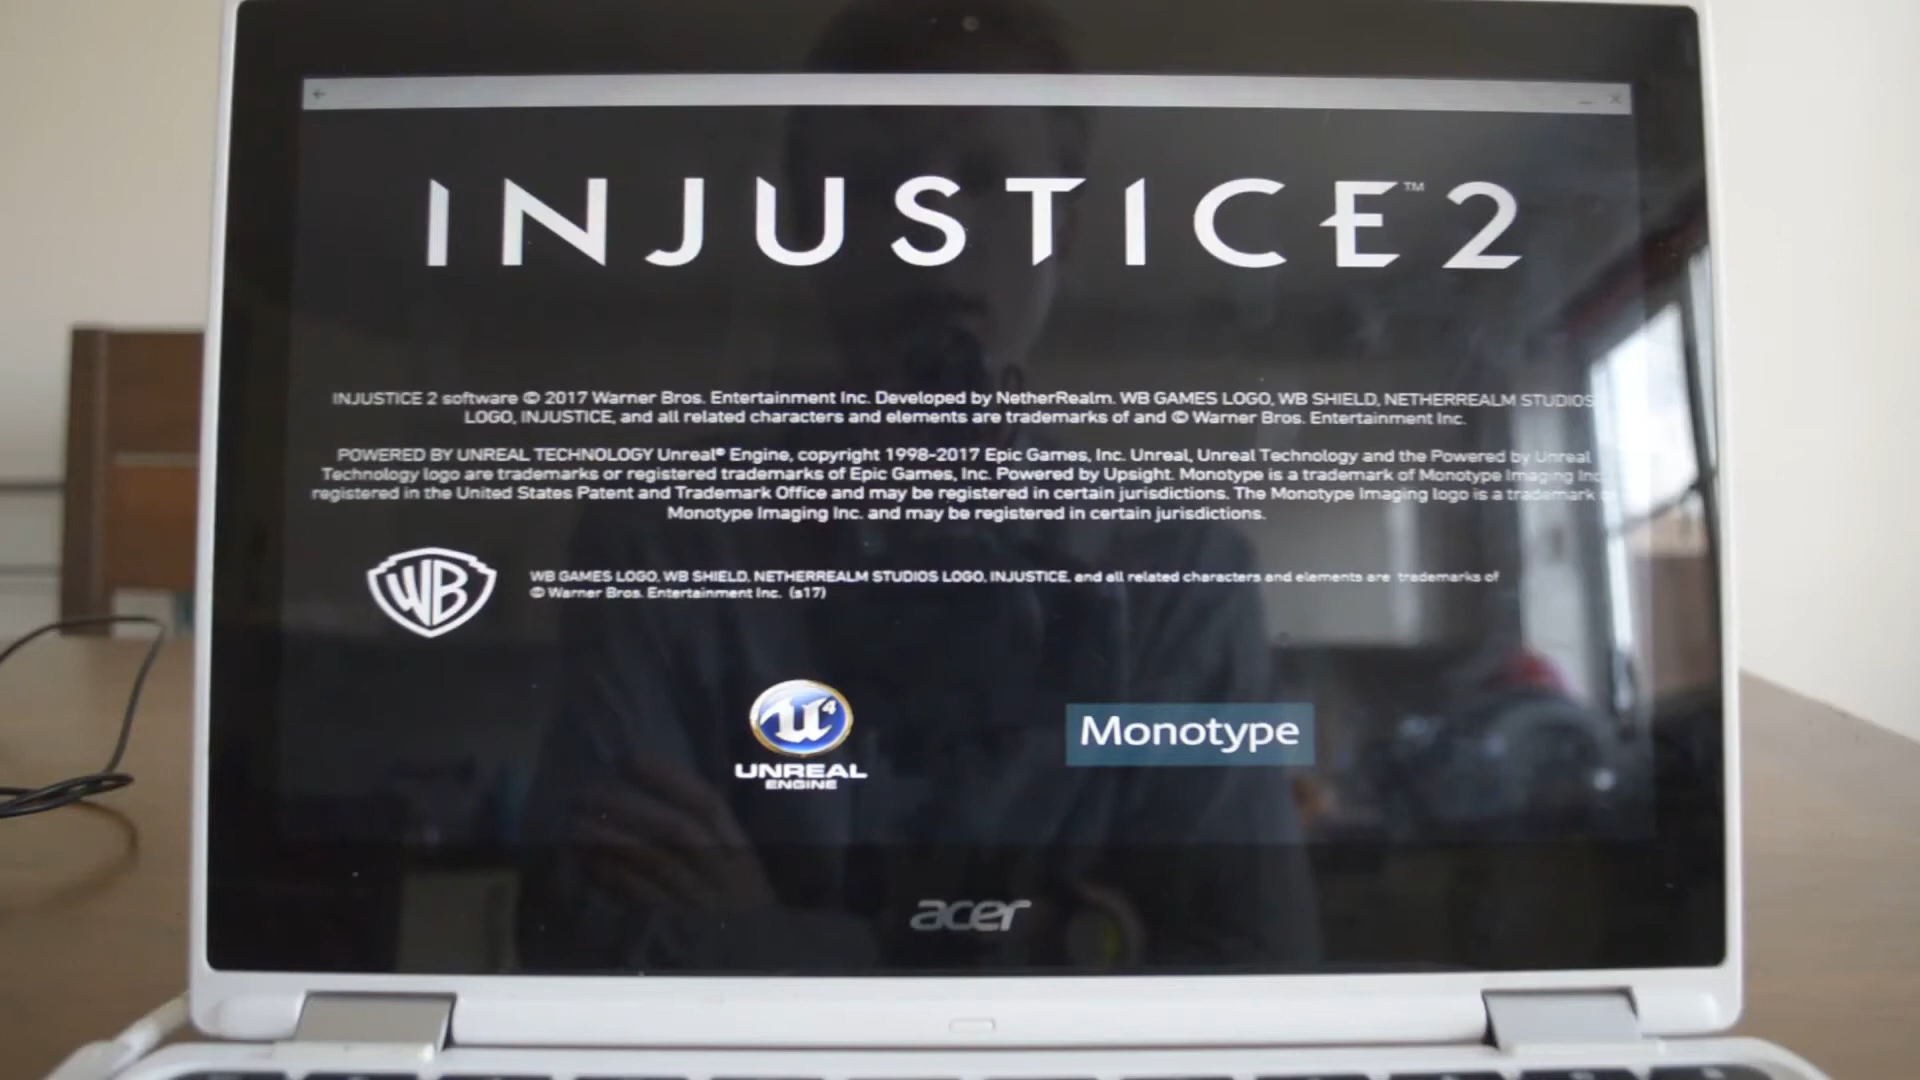 INJUSTICE™ 2
INJUSTICE 2 software © 2017 Warner Bros. Entertainment Inc. Developed by NetherRealm. WB GAMES LOGO, WB SHIELD, NETHERREALM STUDIOS
LOGO, INJUSTICE, and all related characters and elements are trademarks of and © Warner Bros. Entertainment Inc.
POWERED BY UNREAL TECHNOLOGY Unreal® Engine, copyright 1998-2017 Epic Games, Inc. Unreal, Unreal Technology and the Powered by Unreal
Technology logo are trademarks or registered trademarks of Epic Games, Inc. Powered by Upsight. Monotype is a trademark of Monotype Imaging Inc.
registered in the United States Patent and Trademark Office and may be registered in certain jurisdictions. The Monotype Imaging logo is a trademark of
Monotype Imaging Inc. and may be registered in certain jurisdictions.
WB
WB GAMES LOGO, WB SHIELD, NETHERREALM STUDIOS LOGO, INJUSTICE, and all related characters and elements are trademarks of
© Warner Bros. Entertainment Inc. (s17)
U4
UNREAL
ENGINE
Monotype
acer